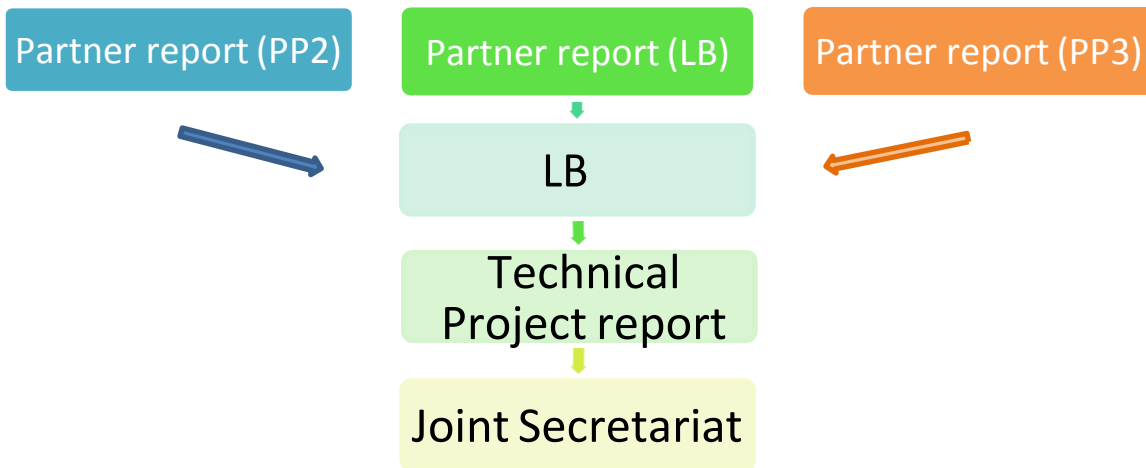 Partner report (PP2)
Partner report (LB)
Partner report (PP3)
LB
Technical
Project report
Joint Secretariat